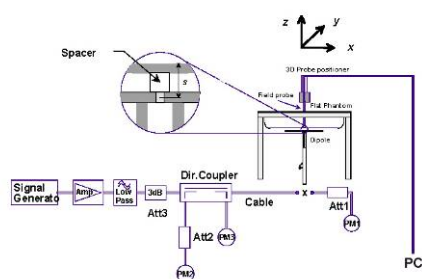 z
y
x
Spacer
s
3D Probe positioner
Field probe
Flat Phantom
Dipole
Signal
Generato
Amp
Low
Pass
3dB
Att3
Dir.Coupler
Cable
x
Att1
PM1
Att2
PM3
PM2
PC